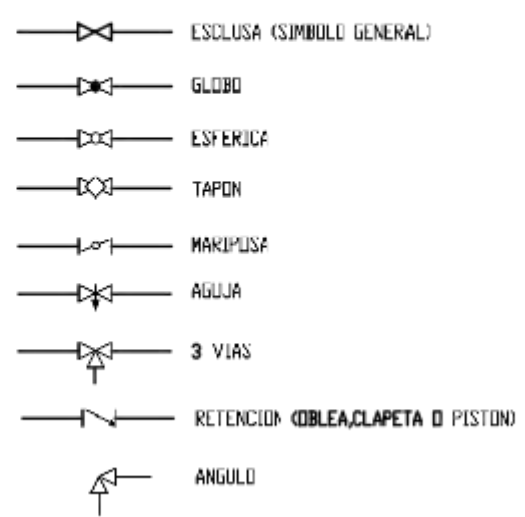 ESCLUSA (SIMBOLO GENERAL)
GLOBO
ESFERICA
TAPON
MARIPOSA
AGUJA
3 VIAS
RETENCION (OBLEA,CLAPETA O PISTON)
ANGULO